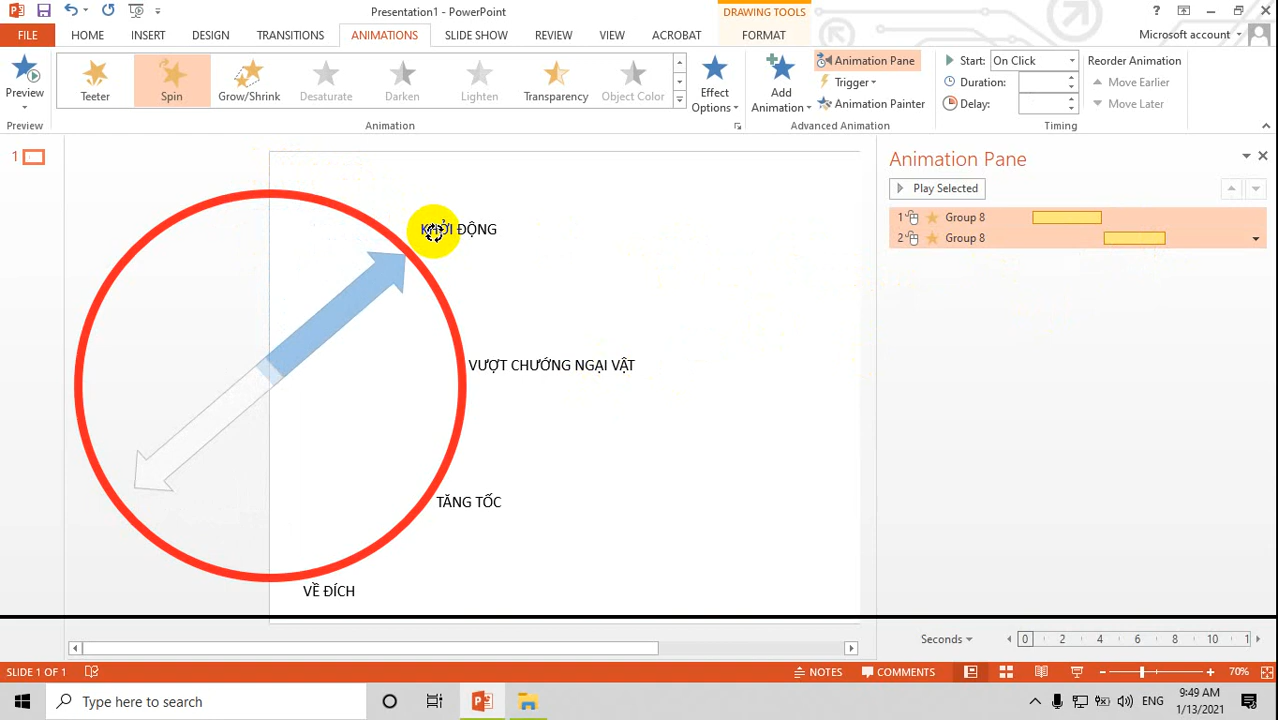 Presentation1 - PowerPoint
DRAWING TOOLS
?
FILE
HOME
INSERT
DESIGN
TRANSITIONS
ANIMATIONS
SLIDE SHOW
REVIEW
VIEW
ACROBAT
FORMAT
Microsoft account
Preview
Teeter
Spin
Grow/Shrink
Desaturate
Darken
Lighten
Transparency
Object Color
Effect
Options
Add
Animation
Animation Pane
Trigger
Animation Painter
Start: On Click
Duration:
Delay:
Reorder Animation
Move Earlier
Move Later
Preview
Animation
Advanced Animation
Timing
1
Animation Pane
Play Selected
1 Group 8
2 Group 8
KHỞI ĐỘNG
VƯỢT CHƯỚNG NGẠI VẬT
TĂNG TỐC
VỀ ĐÍCH
Seconds
0 2 4 6 8 10 1
SLIDE 1 OF 1
NOTES
COMMENTS
70%
Type here to search
ENG
9:49 AM
1/13/2021